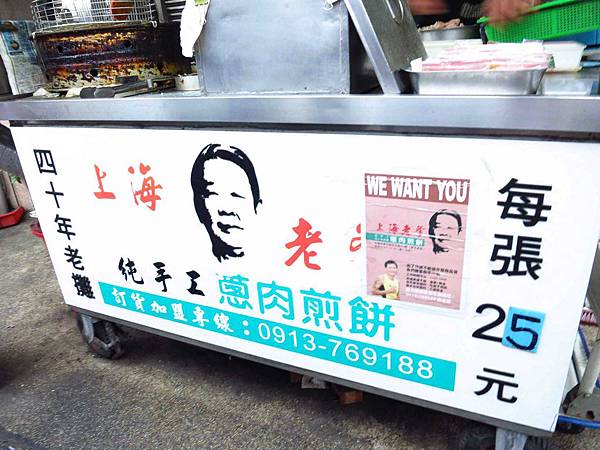 四十年老攤
上海
老
純手工
蔥肉煎餅
訂貨加盟專線：0913-769188
WE WANT YOU
上海老爺
蔥肉煎餅
每張
25
元